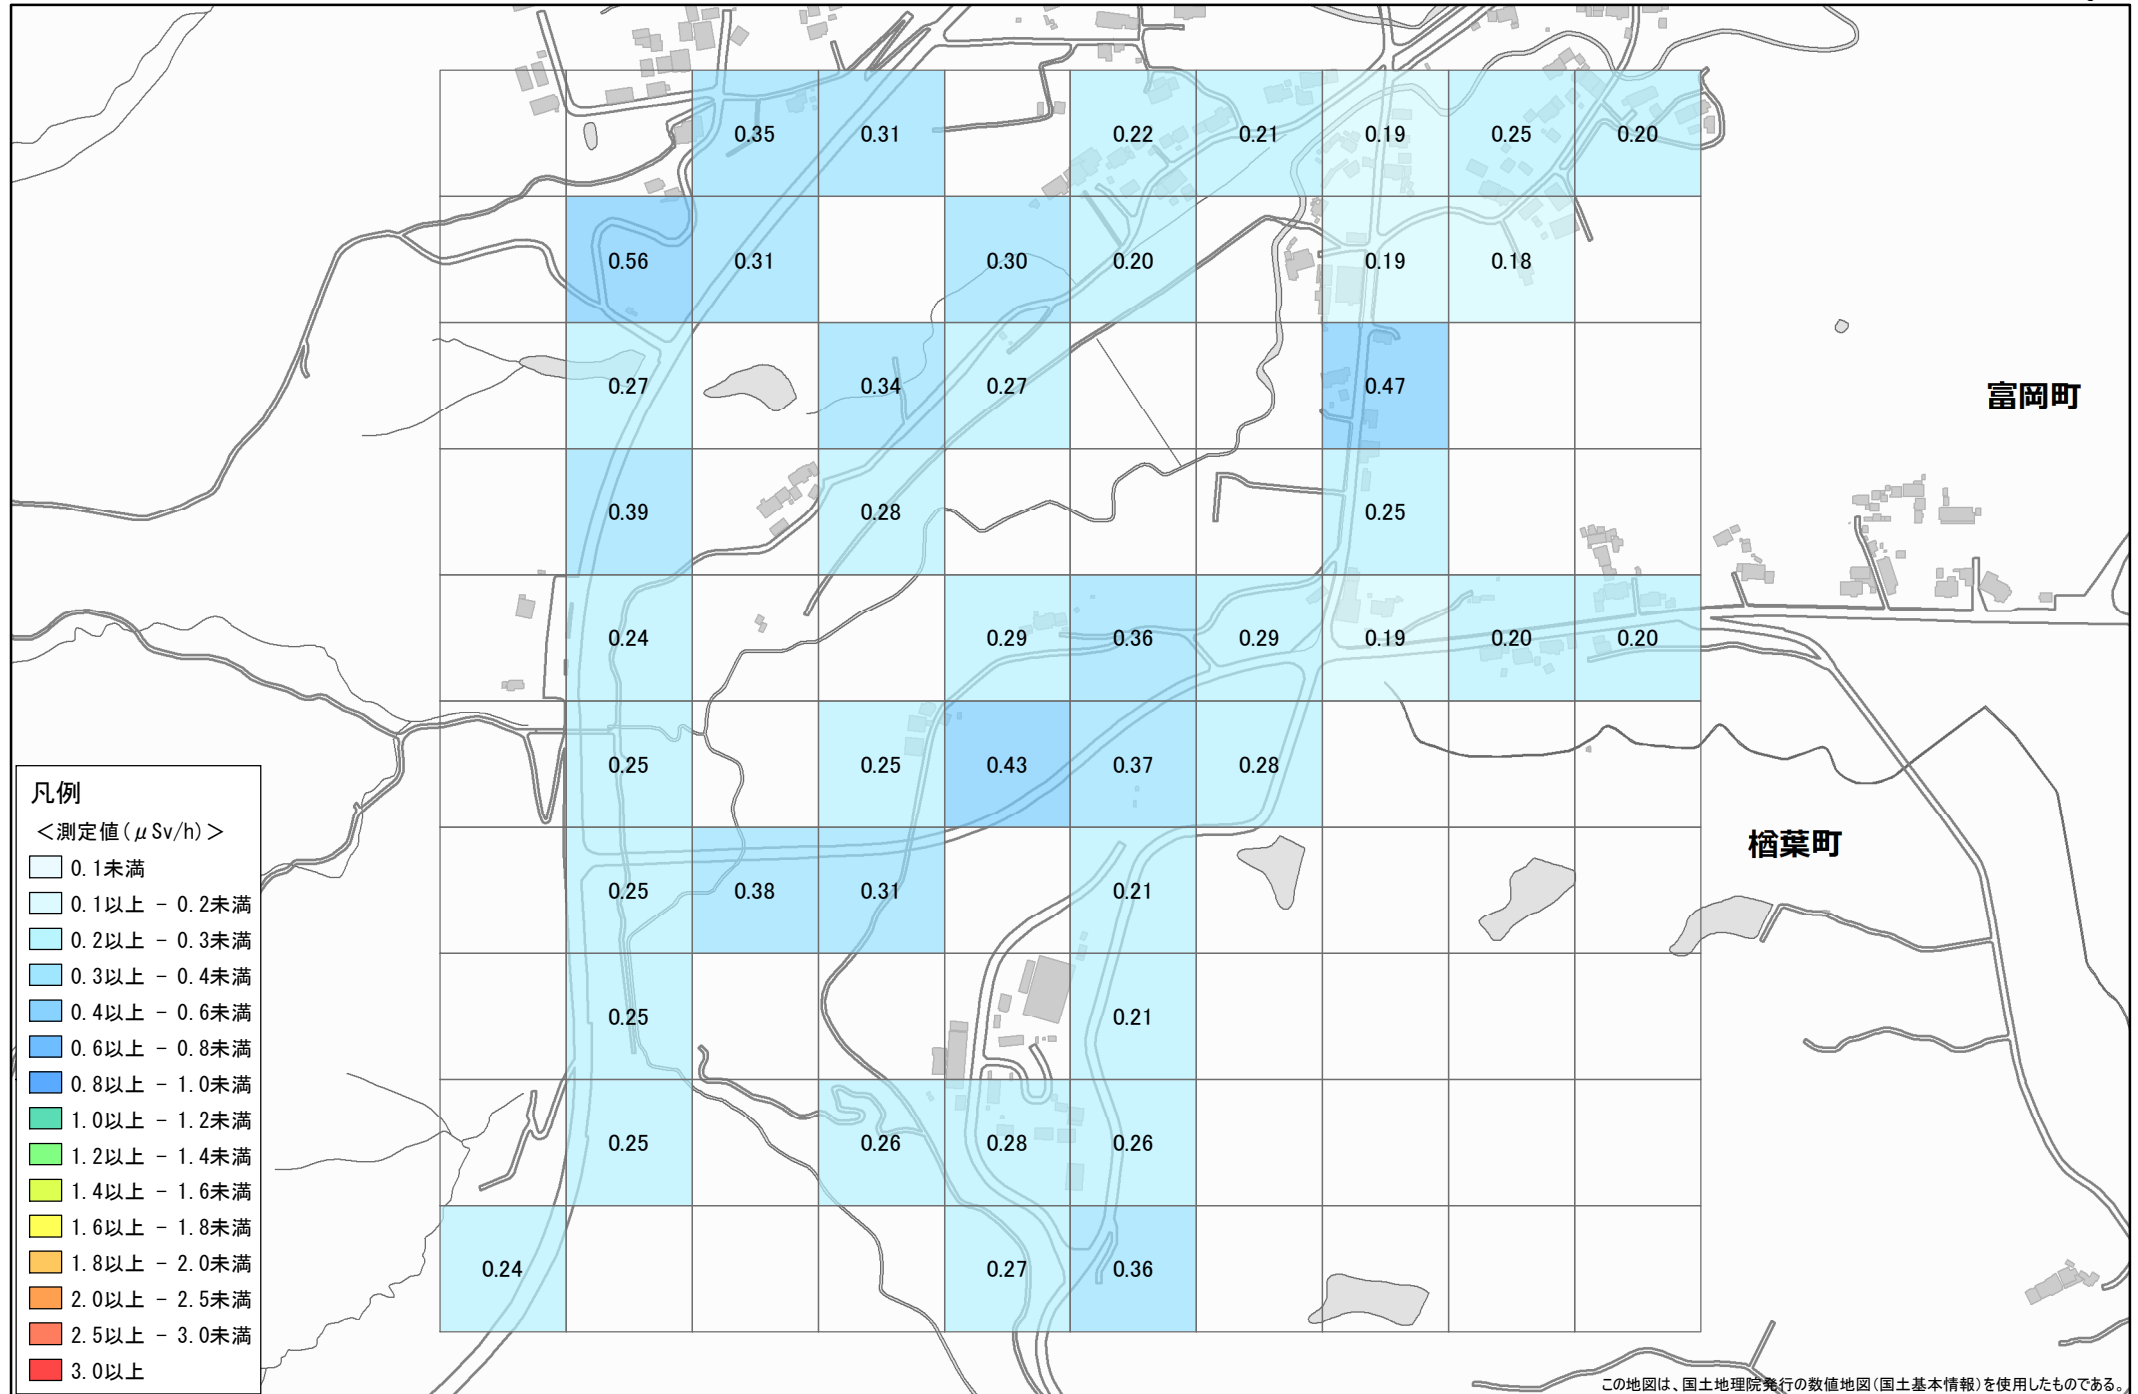 0.35 0.31 0.22 0.21 0.19 0.25 0.20
0.56 0.31 0.30 0.20 0.19 0.18
0.27 0.34 0.27 0.47
富岡町
0.39 0.28 0.25
0.24 0.29 0.36 0.29 0.19 0.20 0.20
0.25 0.25 0.43 0.37 0.28
楢葉町
0.25 0.38 0.31 0.21
0.25 0.21
0.25 0.26 0.28 0.26
0.24 0.27 0.36
凡例
＜測定値(μSv/h)＞
0.1未満
0.1以上 - 0.2未満
0.2以上 - 0.3未満
0.3以上 - 0.4未満
0.4以上 - 0.6未満
0.6以上 - 0.8未満
0.8以上 - 1.0未満
1.0以上 - 1.2未満
1.2以上 - 1.4未満
1.4以上 - 1.6未満
1.6以上 - 1.8未満
1.8以上 - 2.0未満
2.0以上 - 2.5未満
2.5以上 - 3.0未満
3.0以上
この地図は、国土地理院発行の数値地図(国土基本情報)を使用したものである。